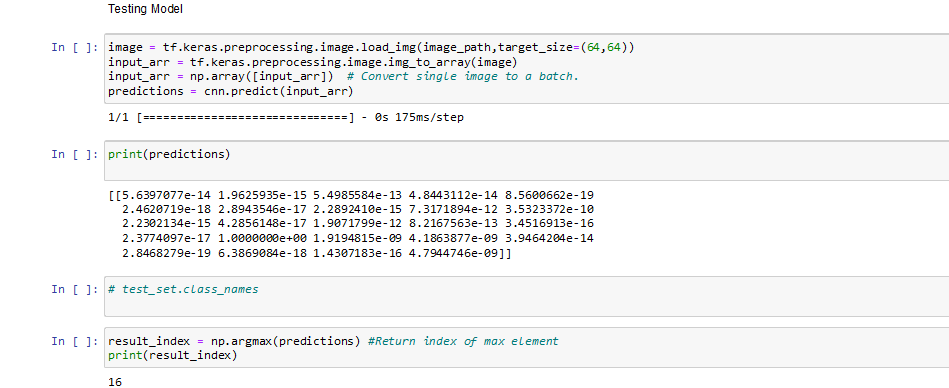 Testing Model
In [ ]: image = tf.keras.preprocessing.image.load_img(image_path,target_size=(64,64))
input_arr = tf.keras.preprocessing.image.img_to_array(image)
input_arr = np.array([input_arr])  # Convert single image to a batch.
predictions = cnn.predict(input_arr)
1/1 [==============================] - 0s 175ms/step
In [ ]: print(predictions)
[[5.6397077e-14 1.9625935e-15 5.4985584e-13 4.8443112e-14 8.5600662e-19
2.4620719e-18 2.8943546e-17 2.2892410e-15 7.3171894e-12 3.5323372e-10
2.2302134e-15 4.2856148e-17 1.9071799e-12 8.2167563e-13 3.4516913e-16
2.3774097e-17 1.0000000e+00 1.9194815e-09 4.1863877e-09 3.9464204e-14
2.8468279e-19 6.3869084e-18 1.4307183e-16 4.7944746e-09]]
In [ ]: # test_set.class_names
In [ ]: result_index = np.argmax(predictions) #Return index of max element
print(result_index)
16